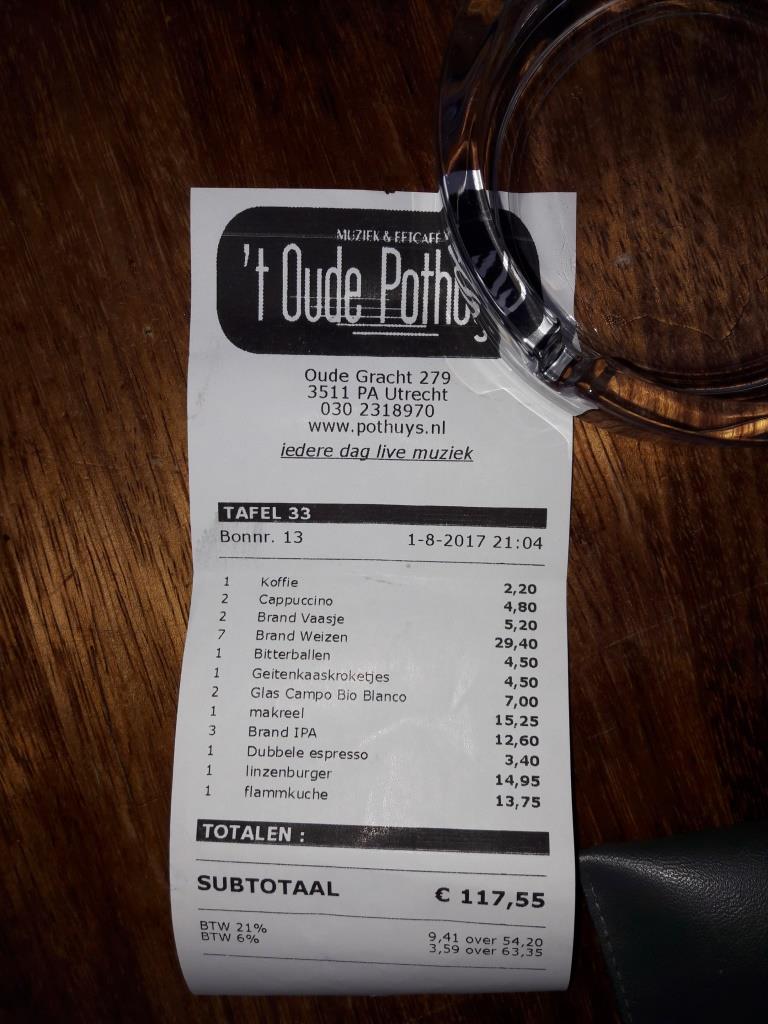 MUZIEK & EETCAFÉ
't Oude
Oude Gracht 279
3511 PA Utrecht
030 2318970
www.pothuys.nl
iedere dag live muziek
TAFEL 33
Bonnr. 13 1-8-2017 21:04
1 Koffie 2,20
2 Cappuccino 4,80
2 Brand Vaasje 5,20
7 Brand Weizen 29,40
1 Bitterballen 4,50
1 Geitenkaaskroketjes 4,50
2 Glas Campo Bio Blanco 7,00
1 makreel 15,25
3 Brand IPA 12,60
1 Dubbele espresso 3,40
1 linzenburger 14,95
1 flammkuche 13,75
TOTALEN :
SUBTOTAAL € 117,55
BTW 21% 9,41 over 54,20
BTW 6% 3,59 over 63,35